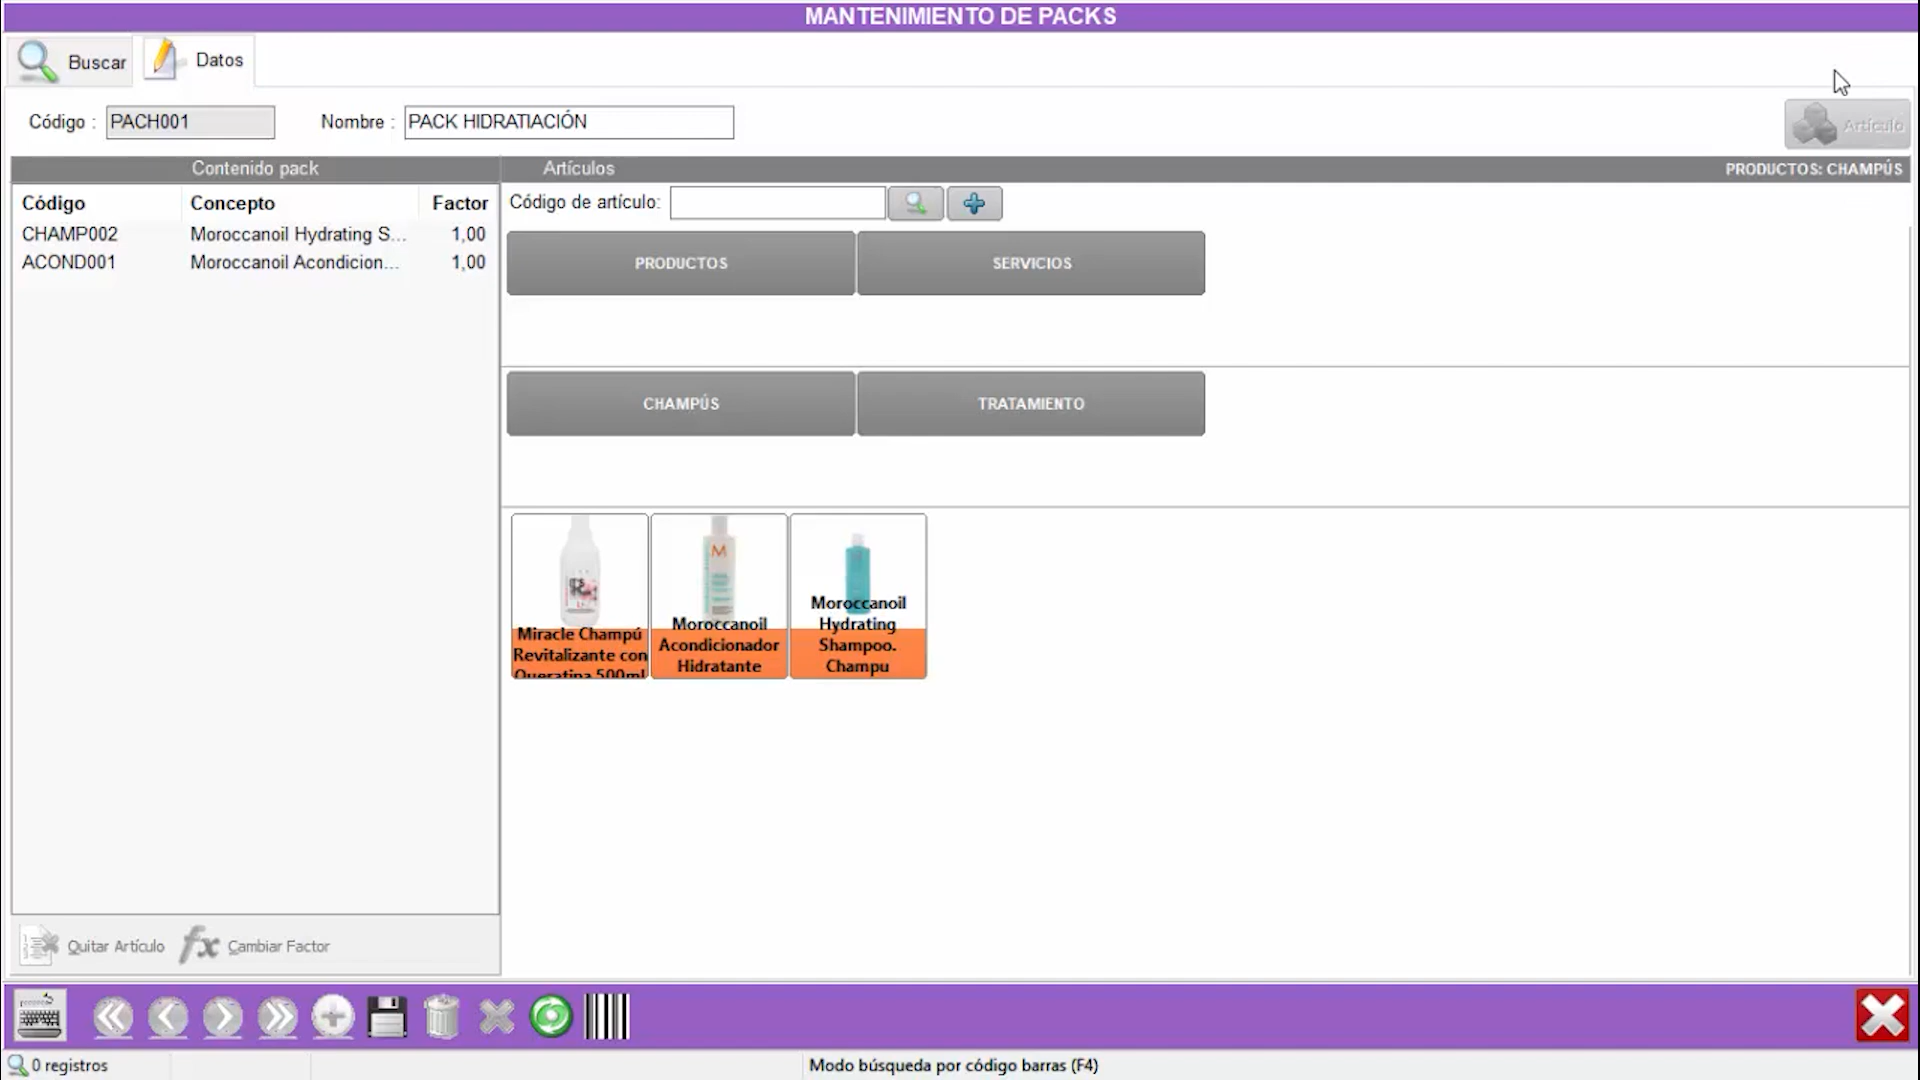 MANTENIMIENTO DE PACKS
Buscar
Datos
Código :
PACH001
Nombre :
PACK HIDRATIACIÓN
Artículo
Contenido pack
Artículos
PRODUCTOS: CHAMPÚS
Código Concepto Factor
CHAMP002 Moroccanoil Hydrating S... 1,00
ACOND001 Moroccanoil Acondicion... 1,00
Código de artículo:
PRODUCTOS
SERVICIOS
CHAMPÚS
TRATAMIENTO
Miracle Champú
Revitalizante con
Queratina 500ml
M
Moroccanoil
Acondicionador
Hidratante
Moroccanoil
Hydrating
Shampoo.
Champu
Quitar Artículo
fx Cambiar Factor
0 registros
Modo búsqueda por código barras (F4)